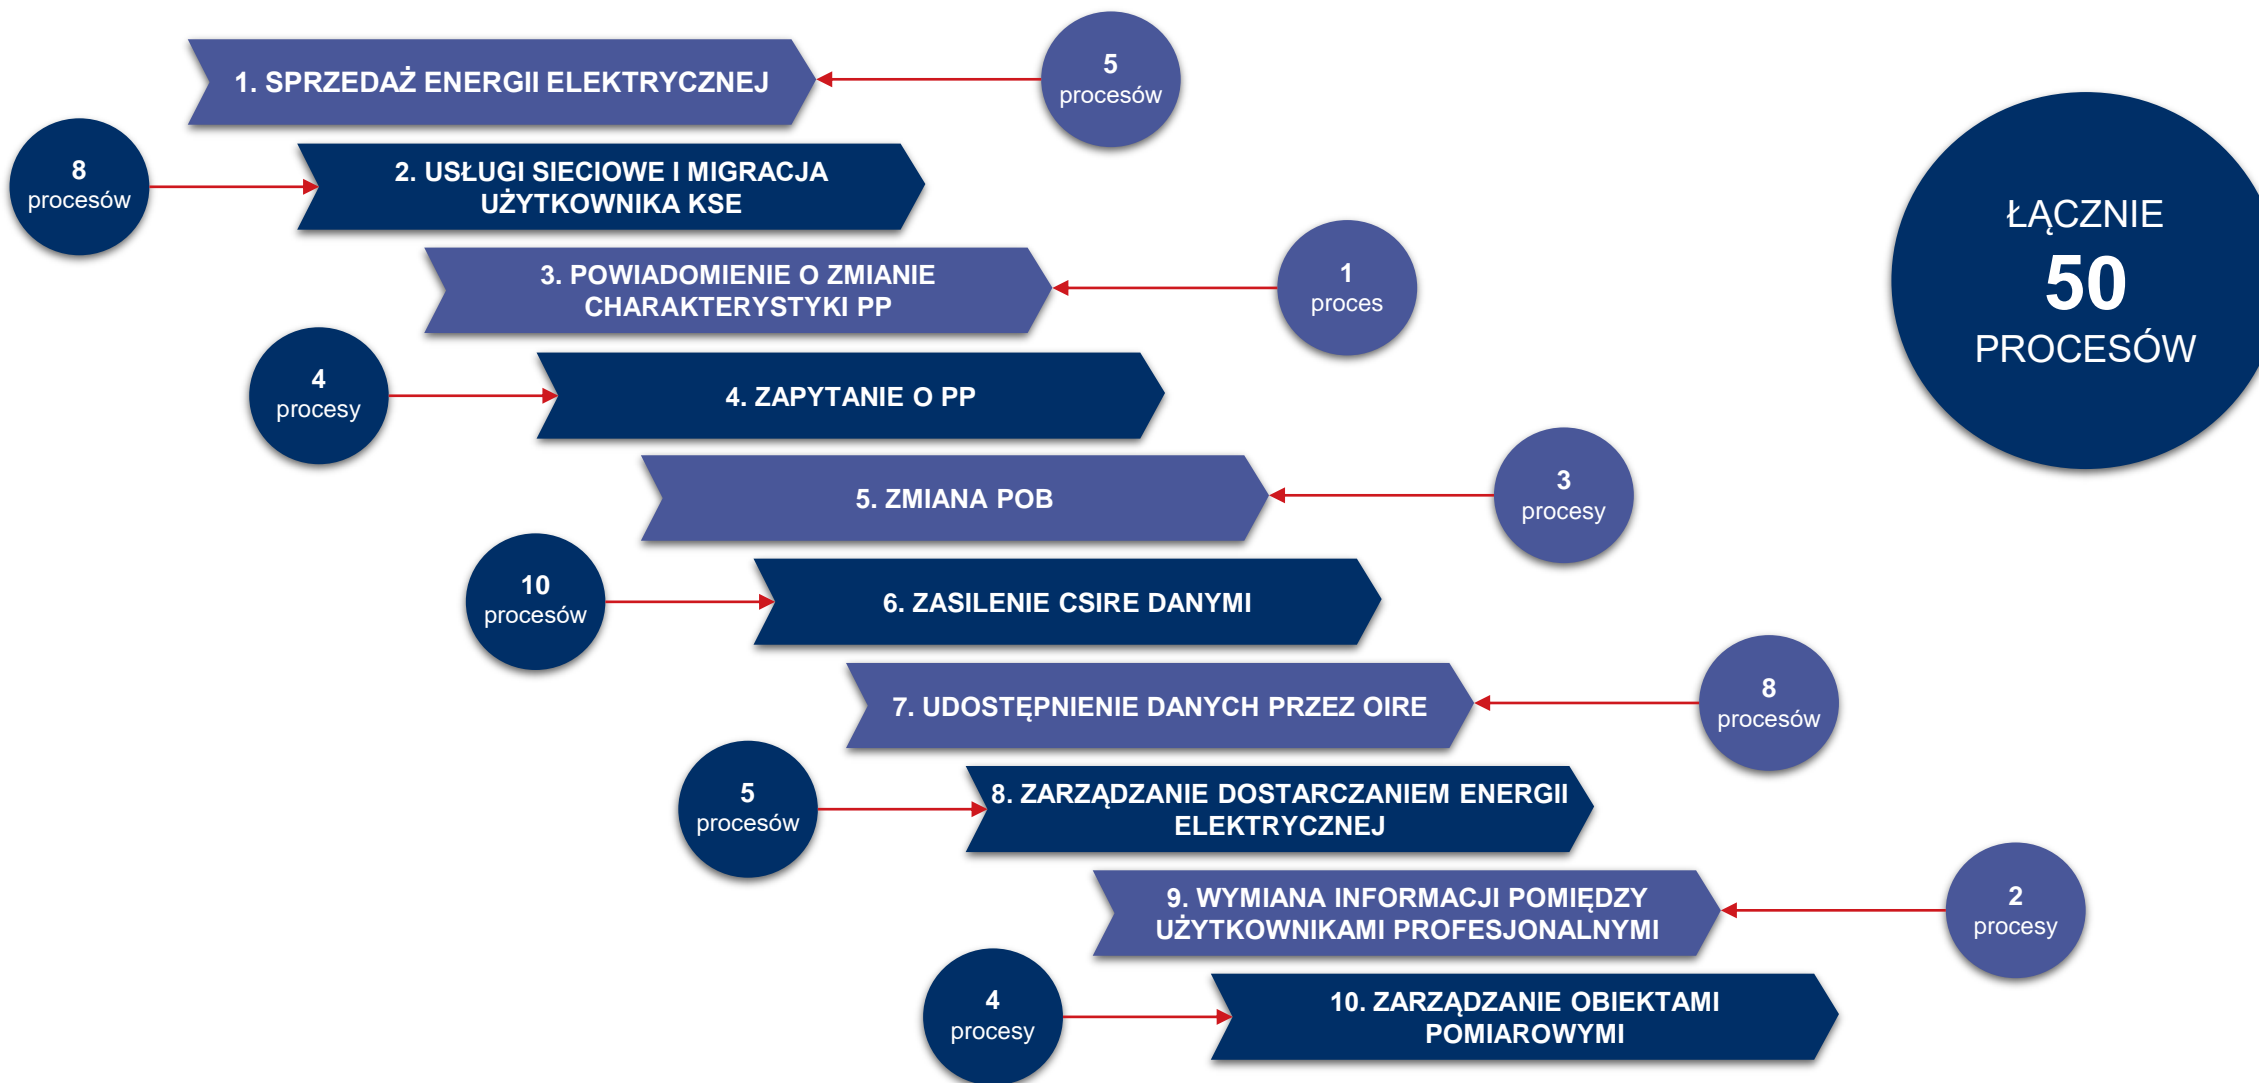 1. SPRZEDAŻ ENERGII ELEKTRYCZNEJ
5
procesów
8
procesów
2. USŁUGI SIECIOWE I MIGRACJA
UŻYTKOWNIKA KSE
3. POWIADOMIENIE O ZMIANIE
CHARAKTERYSTYKI PP
1
proces
4
procesy
4. ZAPYTANIE O PP
5. ZMIANA POB
3
procesy
10
procesów
6. ZASILENIE CSIRE DANYMI
7. UDOSTĘPNIENIE DANYCH PRZEZ OIRE
8
procesów
5
procesów
8. ZARZĄDZANIE DOSTARCZANIEM ENERGII
ELEKTRYCZNEJ
9. WYMIANA INFORMACJI POMIĘDZY
UŻYTKOWNIKAMI PROFESJONALNYMI
2
procesy
4
procesy
10. ZARZĄDZANIE OBIEKTAMI
POMIAROWYMI
ŁĄCZNIE
50
PROCESÓW